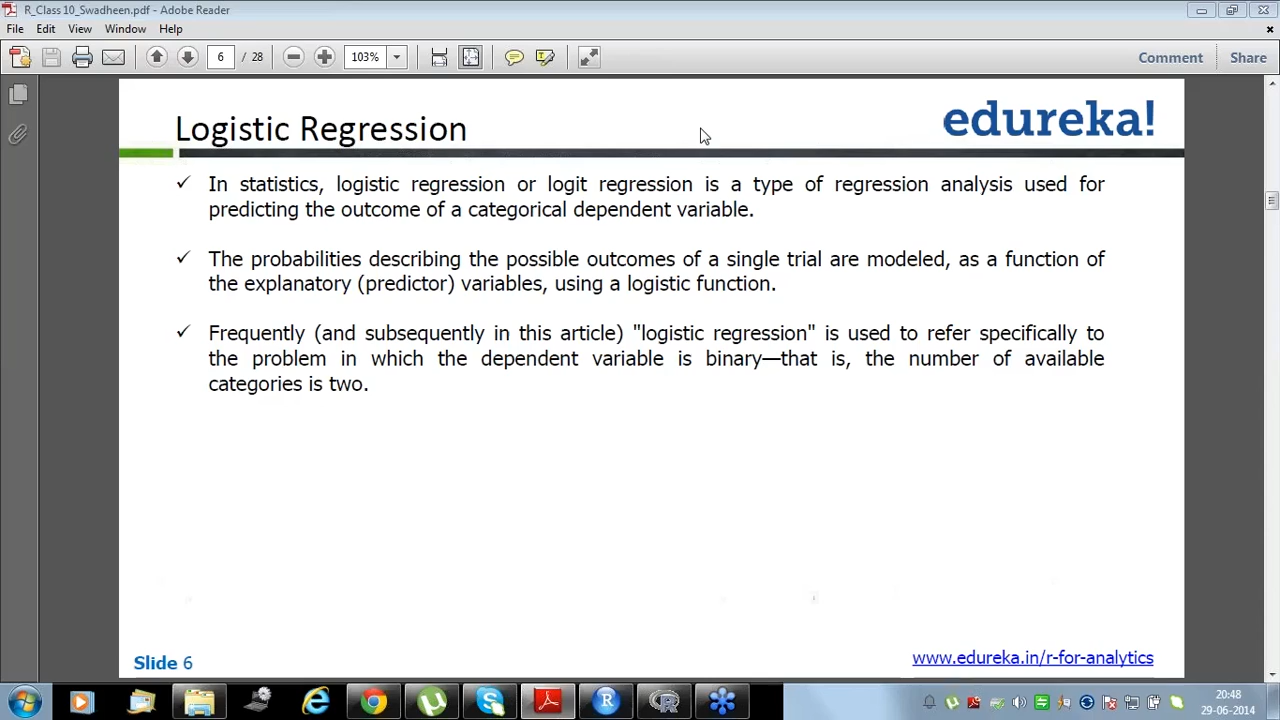 R_Class 10_Swadheen.pdf - Adobe Reader
File Edit View Window Help
6 / 28 103% Comment Share
Logistic Regression
edureka!
✓ In statistics, logistic regression or logit regression is a type of regression analysis used for
predicting the outcome of a categorical dependent variable.
✓ The probabilities describing the possible outcomes of a single trial are modeled, as a function of
the explanatory (predictor) variables, using a logistic function.
✓ Frequently (and subsequently in this article) "logistic regression" is used to refer specifically to
the problem in which the dependent variable is binary—that is, the number of available
categories is two.
Slide 6
www.edureka.in/r-for-analytics
20:48
29-06-2014